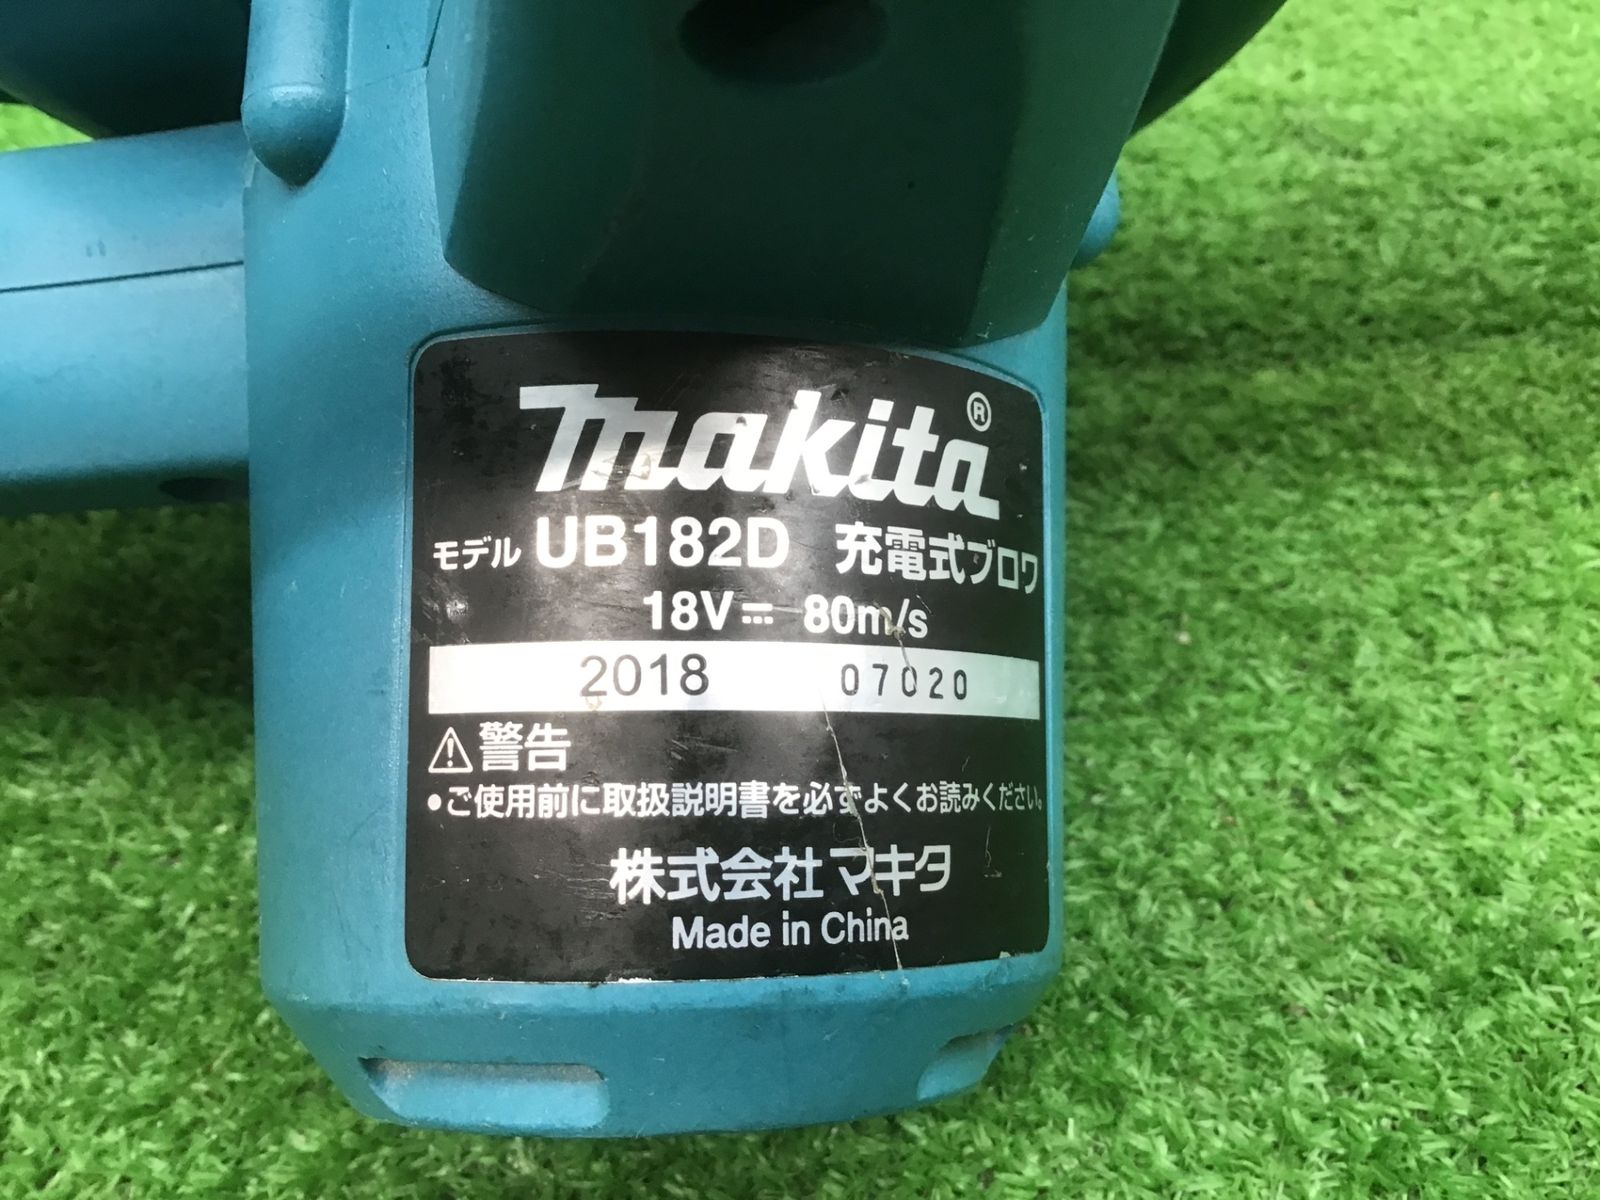 makita®
モデル UB182D 充電式ブロワ
18V⎓ 80m/s
2018 07020
⚠警告
●ご使用前に取扱説明書を必ずよくお読みください。
株式会社マキタ
Made in China